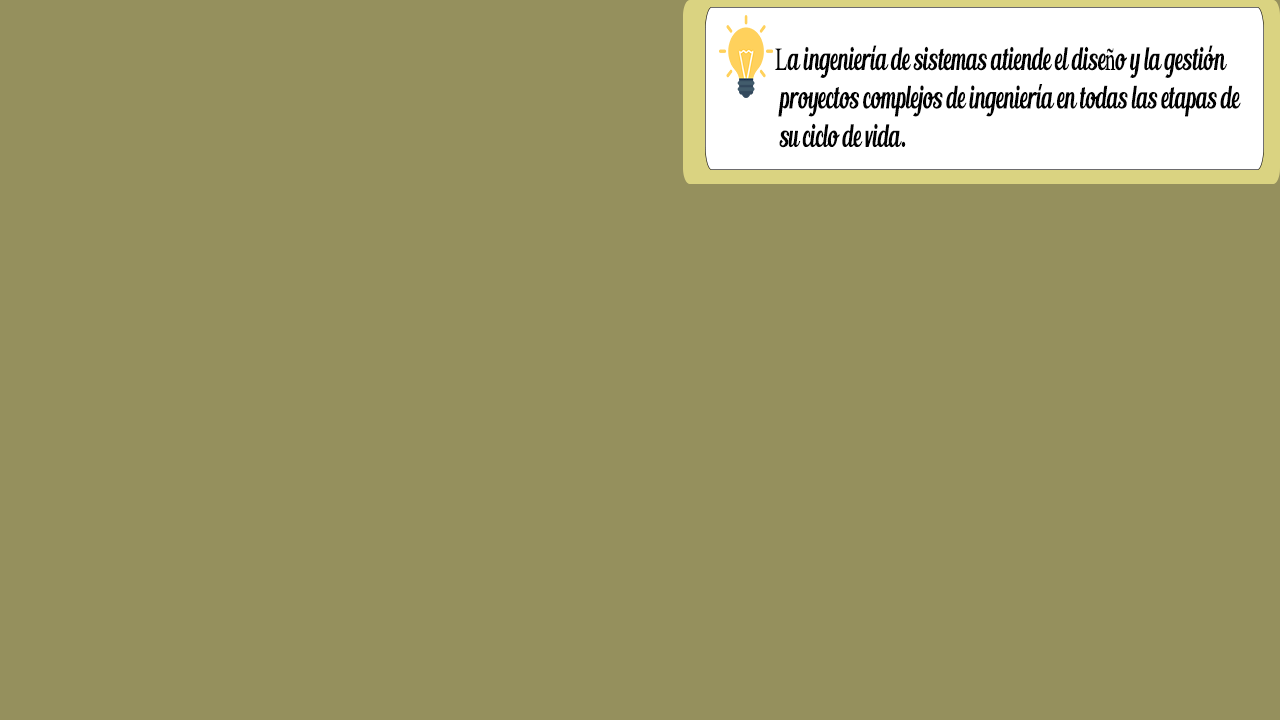 La ingeniería de sistemas atiende el diseño y la gestión
proyectos complejos de ingeniería en todas las etapas de
su ciclo de vida.